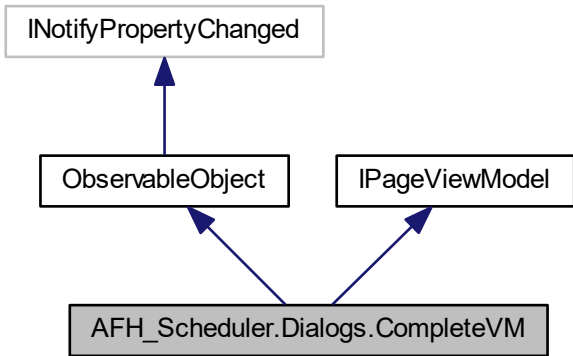 INotifyPropertyChanged
ObservableObject
IPageViewModel
AFH_Scheduler.Dialogs.CompleteVM